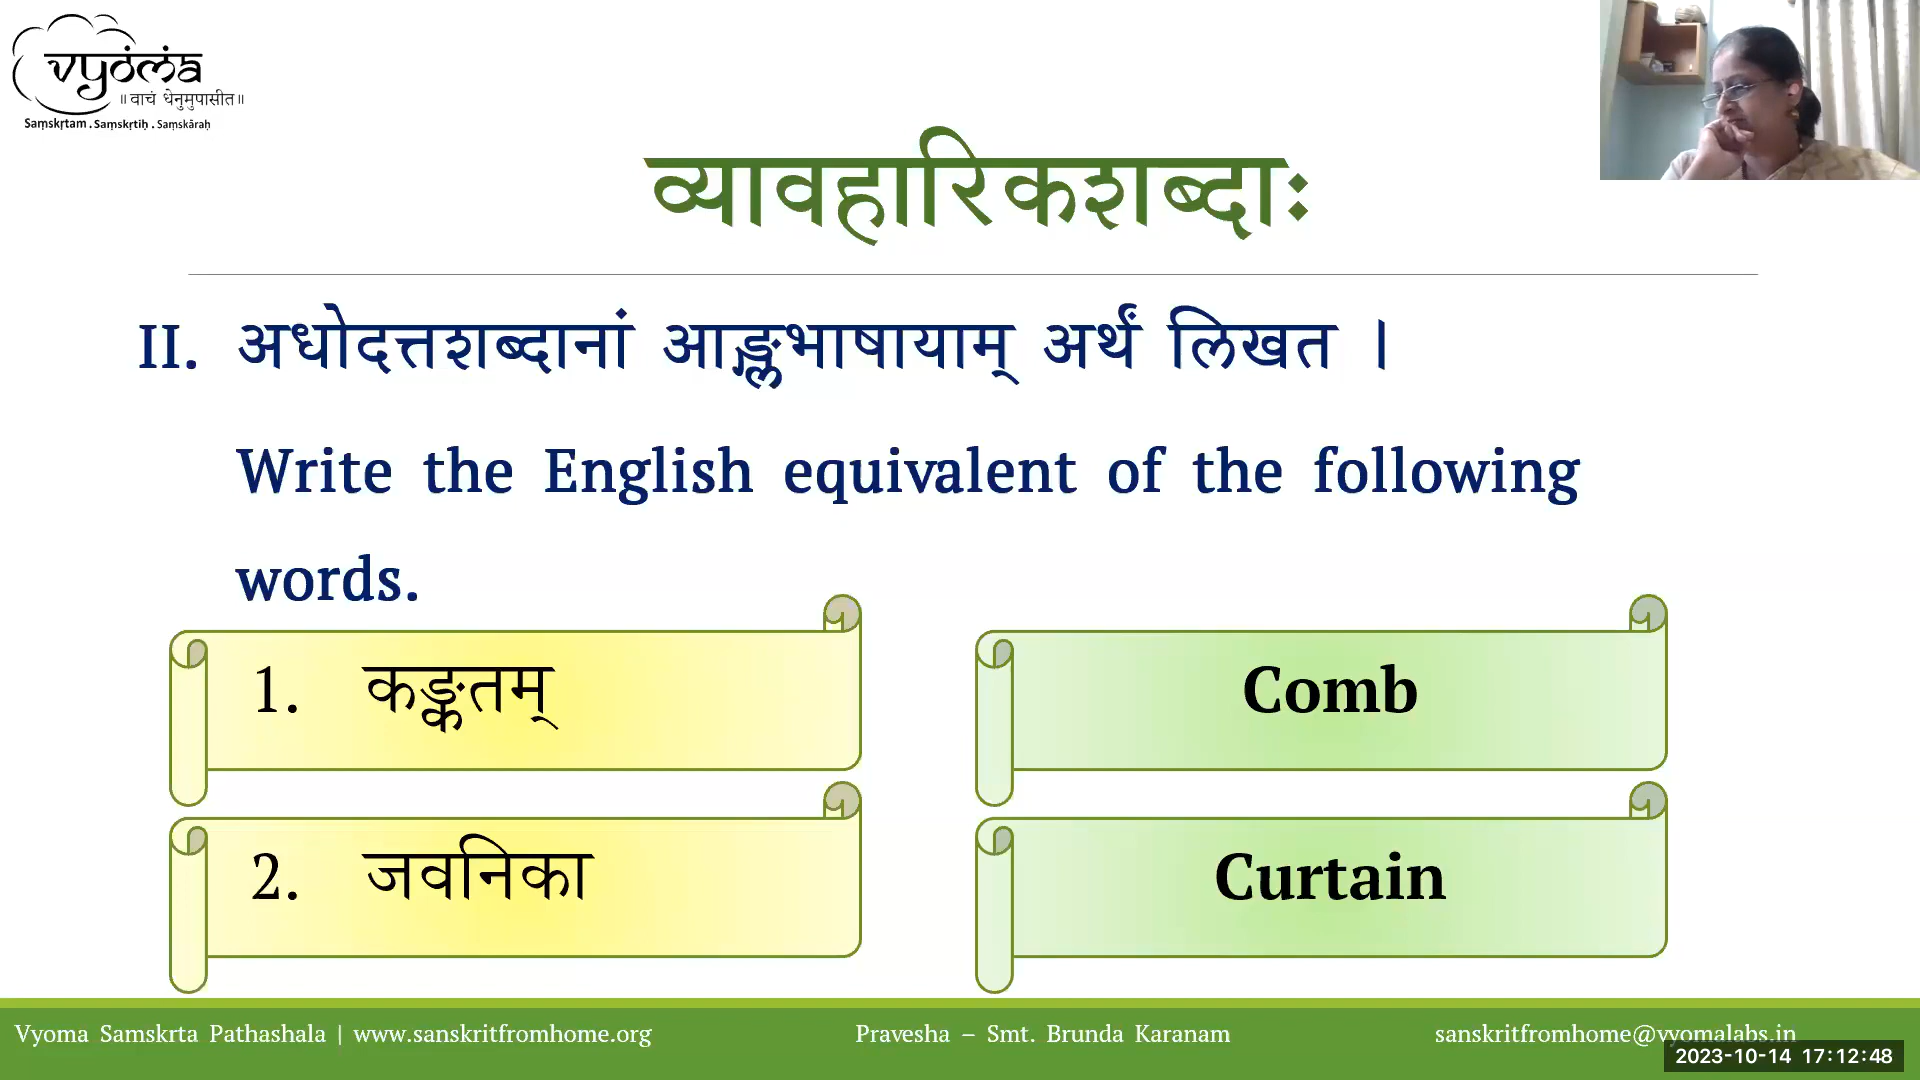 vyoma
॥वाचं धेनुमुपासीत॥
Saṃskṛtam . Saṃskṛtiḥ . Saṃskāraḥ
व्यावहारिकशब्दाः
II. अधोदत्तशब्दानां आङ्ग्लभाषायाम् अर्थं लिखत ।
Write the English equivalent of the following
words.
1. कङ्कतम्
Comb
2. जवनिका
Curtain
Vyoma Samskrta Pathashala | www.sanskritfromhome.org
Pravesha – Smt. Brunda Karanam
sanskritfromhome@vyomalabs.in
2023-10-14 17:12:48